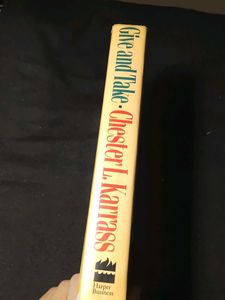 Give and Take • Chester L. Karrass
Harper
Business